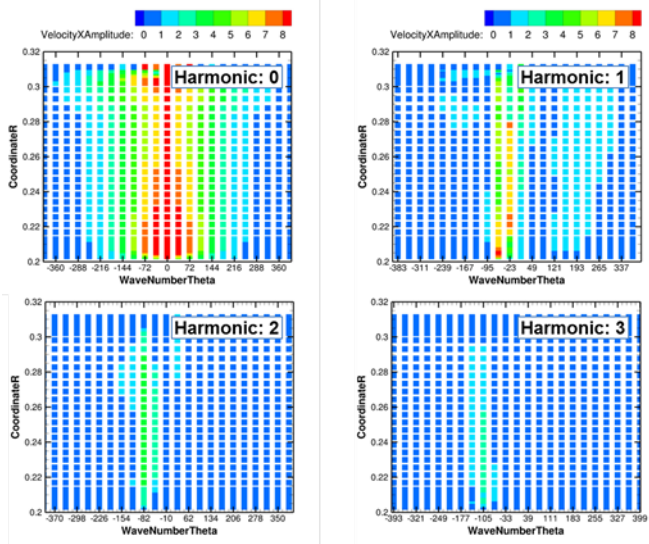 VelocityXAmplitude: 0 1 2 3 4 5 6 7 8
Harmonic: 0
CoordinateR
0.32
0.3
0.28
0.26
0.24
0.22
0.2
-360 -288 -216 -144 -72 0 72 144 216 288 360
WaveNumberTheta
VelocityXAmplitude: 0 1 2 3 4 5 6 7 8
Harmonic: 1
CoordinateR
0.32
0.3
0.28
0.26
0.24
0.22
0.2
-383 -311 -239 -167 -95 -23 49 121 193 265 337
WaveNumberTheta
Harmonic: 2
CoordinateR
0.32
0.3
0.28
0.26
0.24
0.22
0.2
-370 -298 -226 -154 -82 -10 62 134 206 278 350
WaveNumberTheta
Harmonic: 3
CoordinateR
0.32
0.3
0.28
0.26
0.24
0.22
0.2
-393 -321 -249 -177 -105 -33 39 111 183 255 327 399
WaveNumberTheta